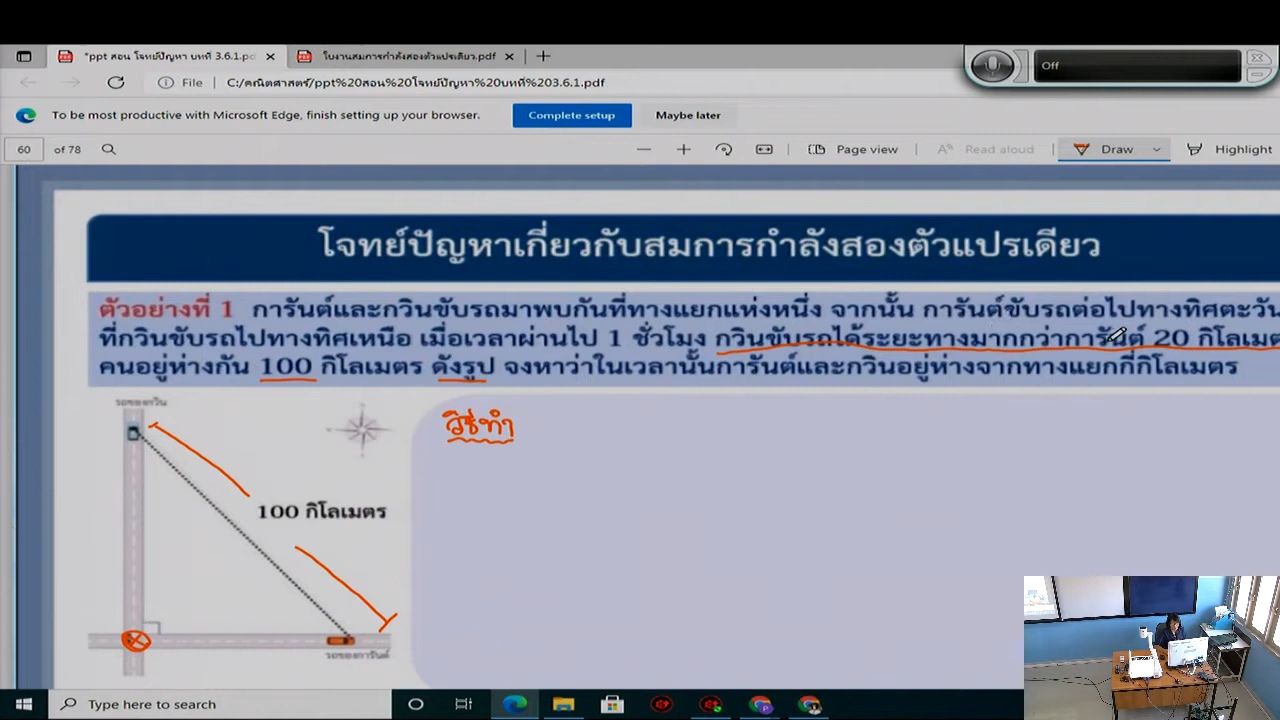 "ppt สอน โจทย์ปัญหา บทที่ 3.6.1.pc
ใบงานสมการกำลังสองตัวแปรเดียว.pdf
Off
File
C:/คณิตศาสตร์/ppt%20สอน%20โจทย์ปัญหา%20บทที่%203.6.1.pdf
To be most productive with Microsoft Edge, finish setting up your browser.
Complete setup
Maybe later
60 of 78
Page view
Read aloud
Draw
Highlight
โจทย์ปัญหาเกี่ยวกับสมการกำลังสองตัวแปรเดียว
ตัวอย่างที่ 1 การันต์และกวินขับรถมาพบกันที่ทางแยกแห่งหนึ่ง จากนั้น การันต์ขับรถต่อไปทางทิศตะวัน
ที่กวินขับรถไปทางทิศเหนือ เมื่อเวลาผ่านไป 1 ชั่วโมง กวินขับรถได้ระยะทางมากกว่าการันต์ 20 กิโลเมต
คนอยู่ห่างกัน 100 กิโลเมตร ดังรูป จงหาว่าในเวลานั้นการันต์และกวินอยู่ห่างจากทางแยกกี่กิโลเมตร
รถของกวิน
วิธีทำ
100 กิโลเมตร
รถของการันต์
Type here to search